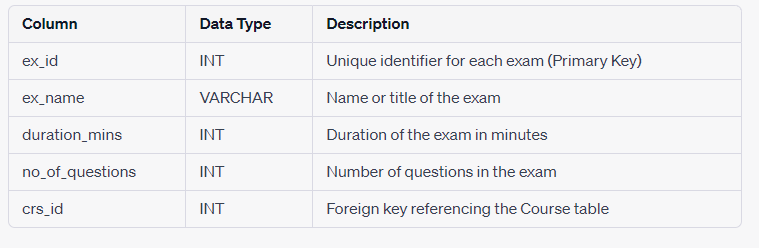 Column Data Type Description
ex_id INT Unique identifier for each exam (Primary Key)
ex_name VARCHAR Name or title of the exam
duration_mins INT Duration of the exam in minutes
no_of_questions INT Number of questions in the exam
crs_id INT Foreign key referencing the Course table